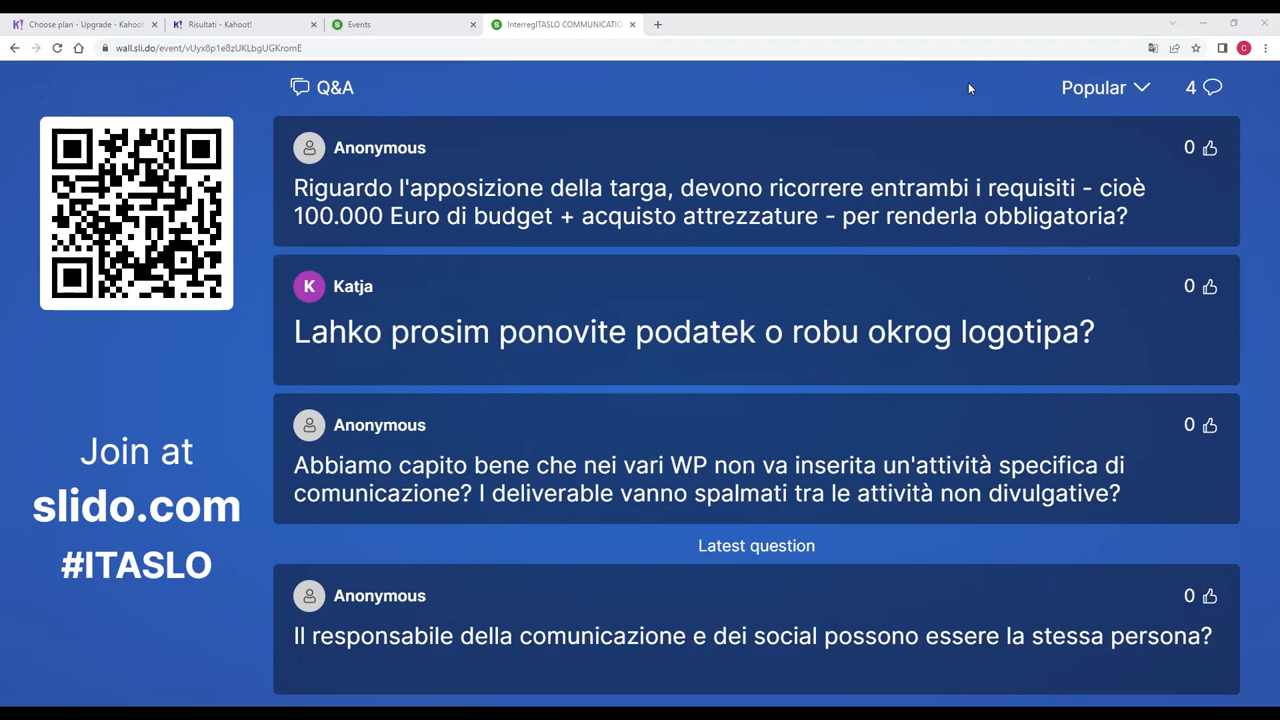 Choose plan - Upgrade - Kahoot!
Risultati - Kahoot!
Events
InterregITASLO COMMUNICATIO
wall.sli.do/event/vUyx8p1e8zUKLbgUGKromE
C
Q&A
Popular
4
Anonymous
0
Riguardo l'apposizione della targa, devono ricorrere entrambi i requisiti - cioè
100.000 Euro di budget + acquisto attrezzature - per renderla obbligatoria?
K
Katja
0
Lahko prosim ponovite podatek o robu okrog logotipa?
Anonymous
0
Abbiamo capito bene che nei vari WP non va inserita un'attività specifica di
comunicazione? I deliverable vanno spalmati tra le attività non divulgative?
Latest question
Anonymous
0
Il responsabile della comunicazione e dei social possono essere la stessa persona?
Join at
slido.com
#ITASLO